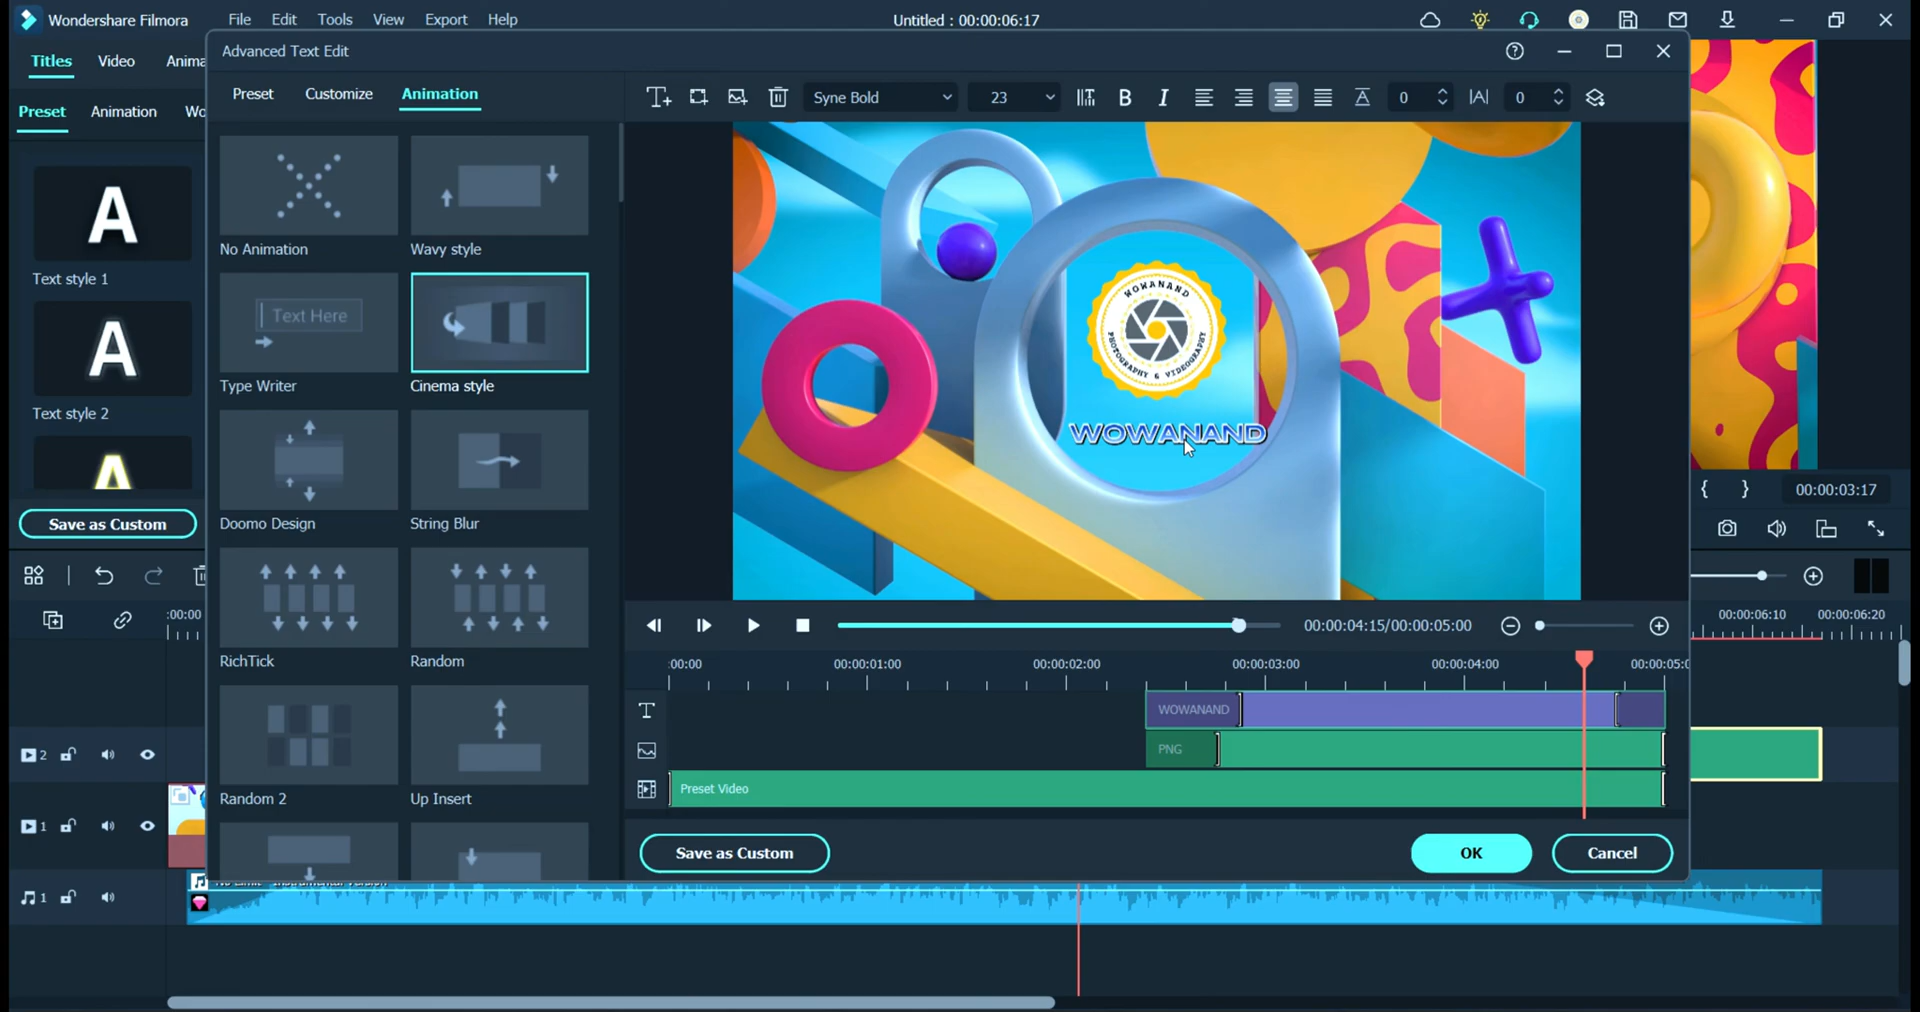 Wondershare Filmora
File
Edit
Tools
View
Export
Help
Untitled : 00:00:06:17
Titles
Video
Anima
Preset
Animation
Wo
A
Text style 1
A
Text style 2
A
Save as Custom
Advanced Text Edit
Preset
Customize
Animation
No Animation
Wavy style
Text Here
Type Writer
Cinema style
Doomo Design
String Blur
RichTick
Random
Random 2
Up Insert
Syne Bold
23
B
I
0
0
WOWANAND
PHOTOGRAPHY & VIDEOGRAPHY
WOWANAND
00:00:04:15/00:00:05:00
:00:00
00:00:01:00
00:00:02:00
00:00:03:00
00:00:04:00
00:00:05:0
WOWANAND
PNG
Preset Video
Save as Custom
OK
Cancel
{ }
00:00:03:17
:00:00
00:00:06:10
00:00:06:20
2
1
1